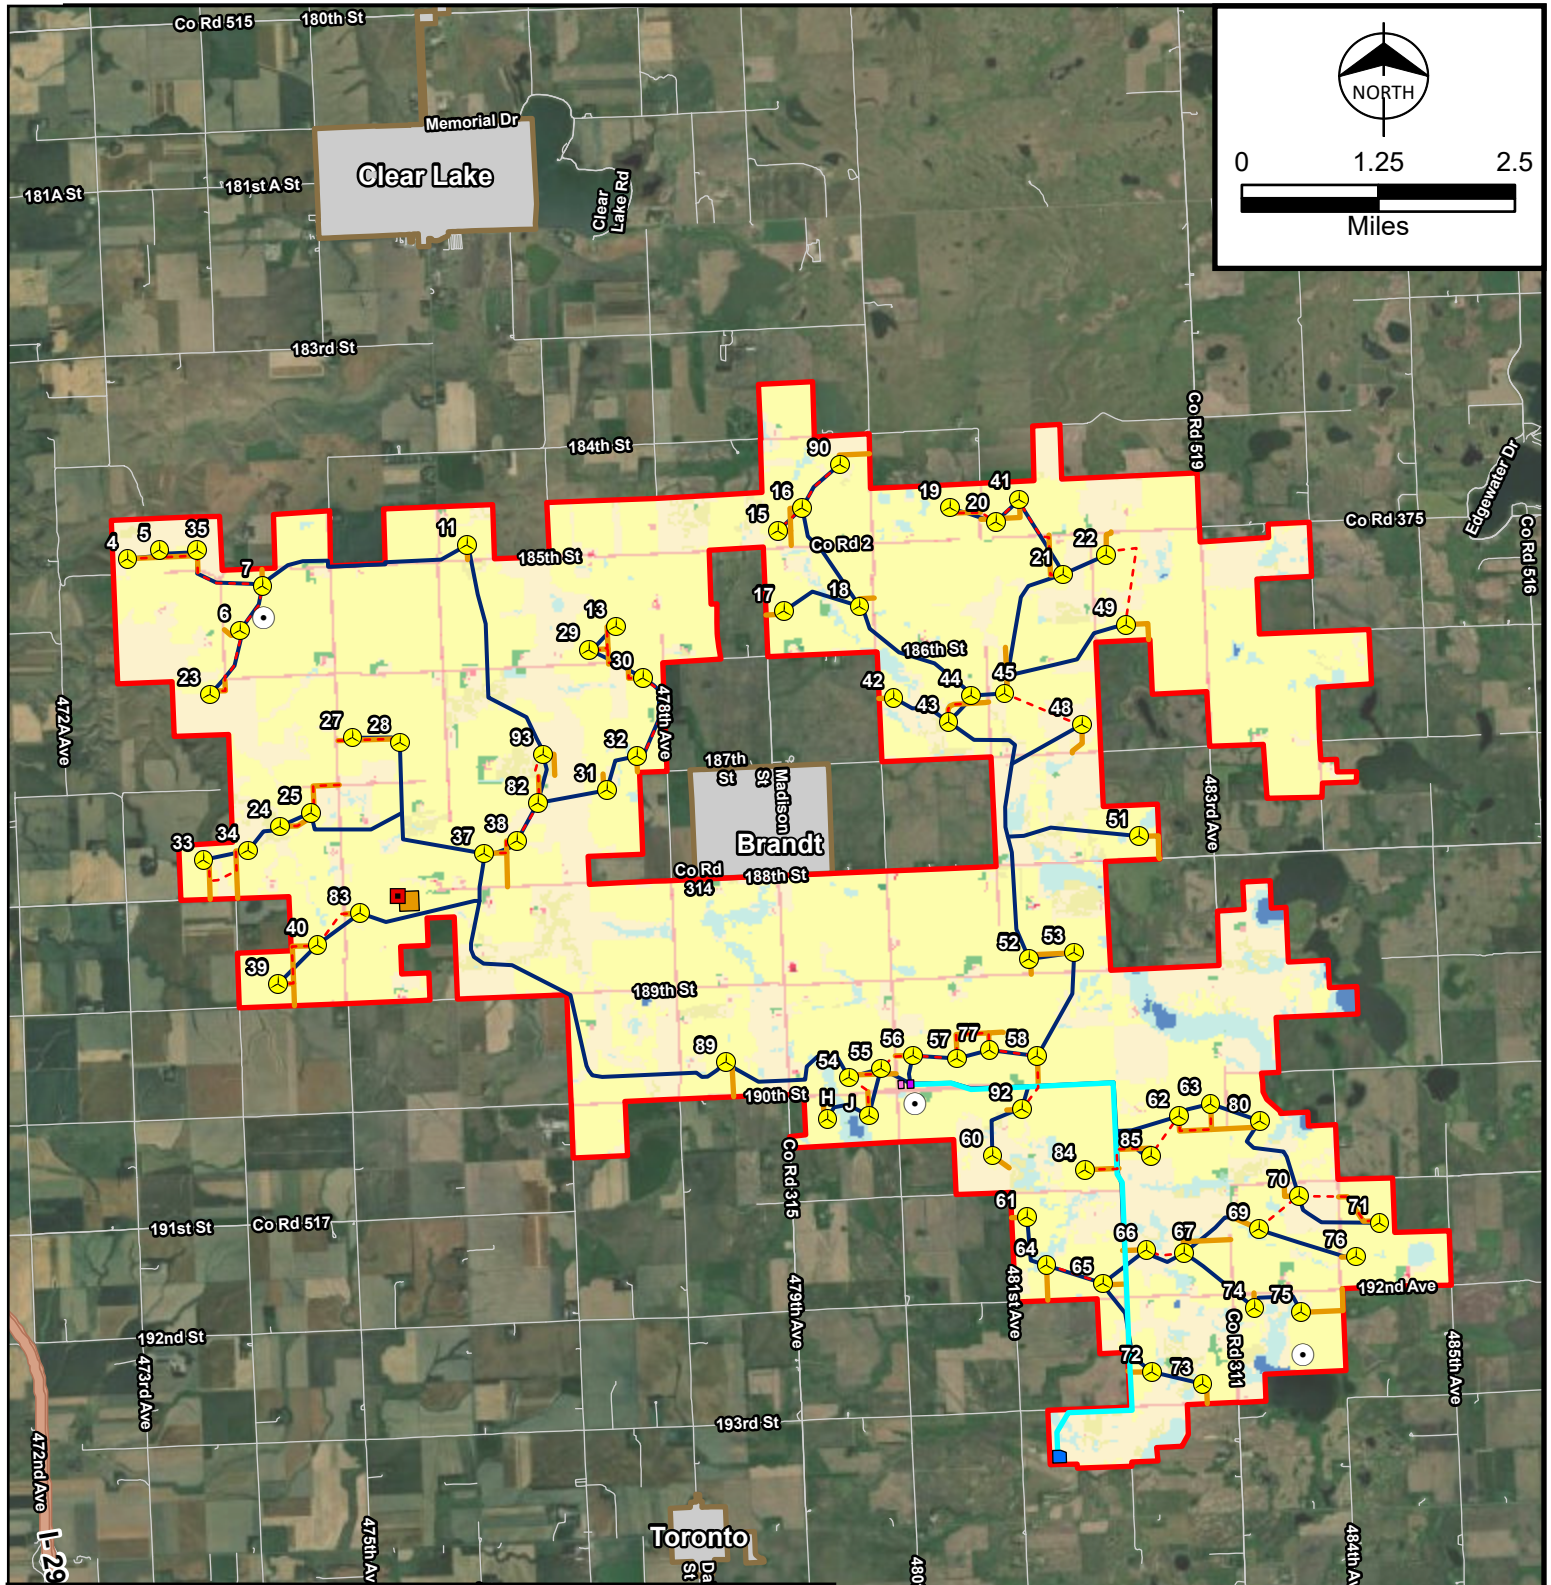 Co Rd 515
180th St
NORTH
0 1.25 2.5
Miles
Memorial Dr
Clear Lake
181A St
181st A St
Clear
Lake Rd
183rd St
184th St
Co Rd 519
Edgewater Dr
Co Rd 375
Co Rd 516
90
16
15
19
20
41
11
4
5
35
7
185th St
Co Rd 2
21
22
6
13
29
17
18
49
30
186th St
23
478th Ave
42
43
44
45
48
472A Ave
27
28
93
32
187th
St
Madison
St
31
82
483rd Ave
24
25
38
51
33
34
37
Brandt
Co Rd
314
188th St
83
40
52
53
39
189th St
89
54
55
56
57
77
58
190th St
H
J
92
62
63
80
60
84
85
Co Rd 315
61
70
71
191st St
Co Rd 517
69
76
64
65
66
67
192nd Ave
479th Ave
481st Ave
74
75
192nd St
Co Rd 311
473rd Ave
72
73
485th Ave
193rd St
472nd Ave
I- 29
475th Av
Toronto
Da
St
480
484th Av